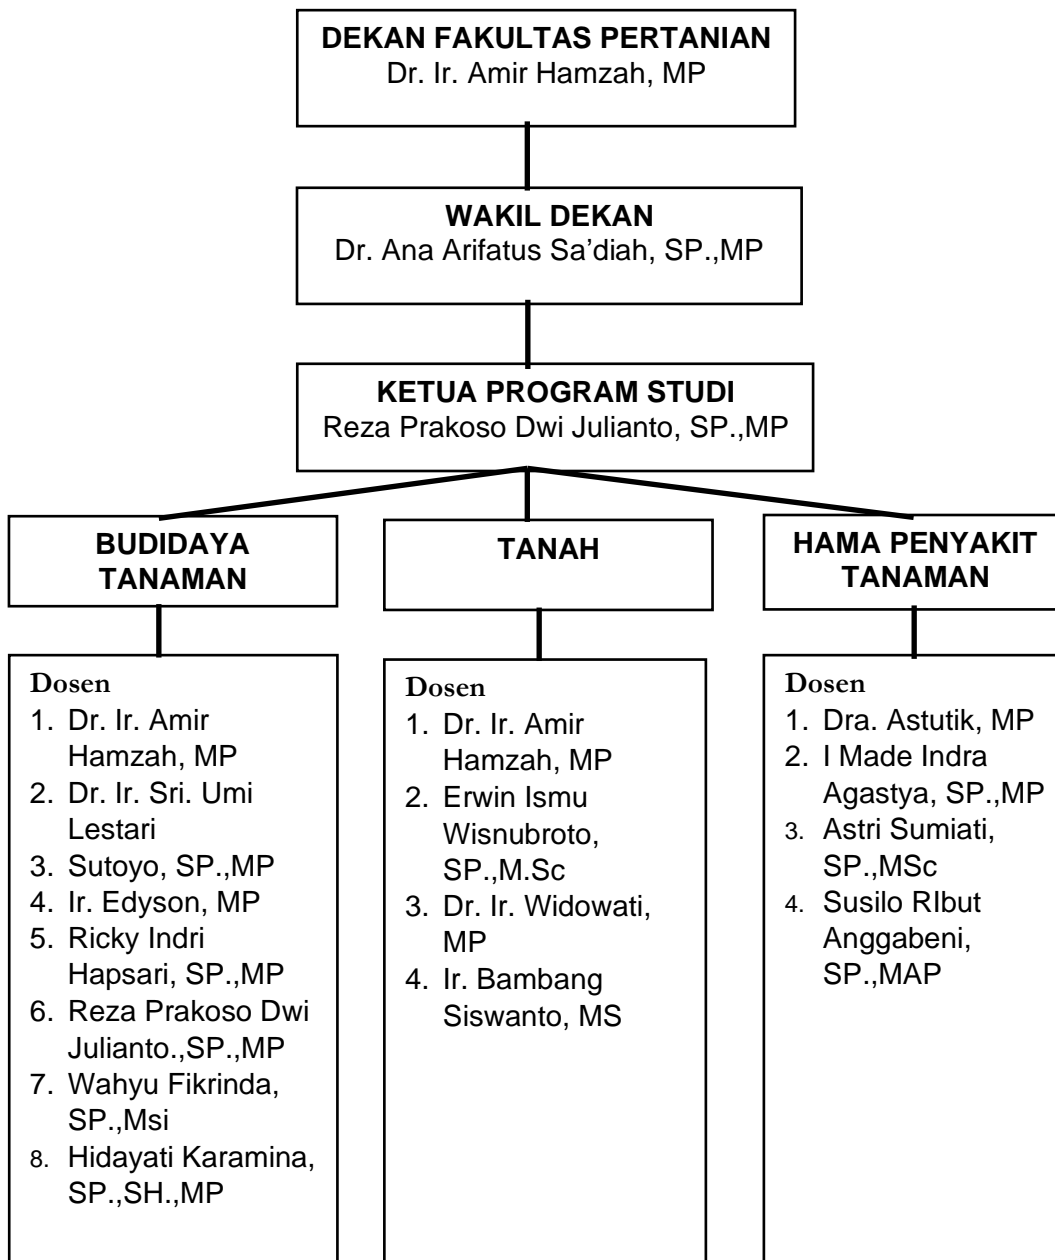 DEKAN FAKULTAS PERTANIAN
Dr. Ir. Amir Hamzah, MP
WAKIL DEKAN
Dr. Ana Arifatus Sa’diah, SP.,MP
KETUA PROGRAM STUDI
Reza Prakoso Dwi Julianto, SP.,MP
BUDIDAYA
TANAMAN
TANAH
HAMA PENYAKIT
TANAMAN
Dosen
1. Dr. Ir. Amir
Hamzah, MP
2. Dr. Ir. Sri. Umi
Lestari
3. Sutoyo, SP.,MP
4. Ir. Edyson, MP
5. Ricky Indri
Hapsari, SP.,MP
6. Reza Prakoso Dwi
Julianto.,SP.,MP
7. Wahyu Fikrinda,
SP.,Msi
8. Hidayati Karamina,
SP.,SH.,MP
Dosen
1. Dr. Ir. Amir
Hamzah, MP
2. Erwin Ismu
Wisnubroto,
SP.,M.Sc
3. Dr. Ir. Widowati,
MP
4. Ir. Bambang
Siswanto, MS
Dosen
1. Dra. Astutik, MP
2. I Made Indra
Agastya, SP.,MP
3. Astri Sumiati,
SP.,MSc
4. Susilo RIbut
Anggabeni,
SP.,MAP